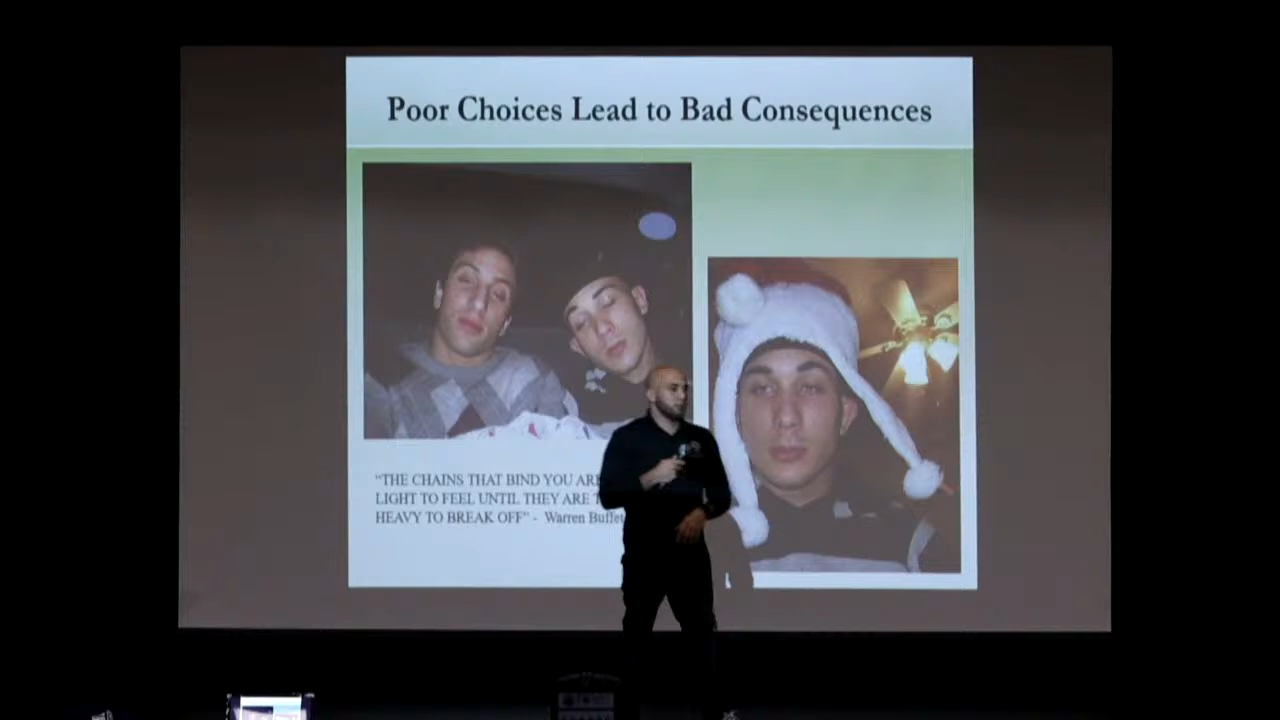 Poor Choices Lead to Bad Consequences
"THE CHAINS THAT BIND YOU ARE
LIGHT TO FEEL UNTIL THEY ARE
HEAVY TO BREAK OFF" - Warren Buffet